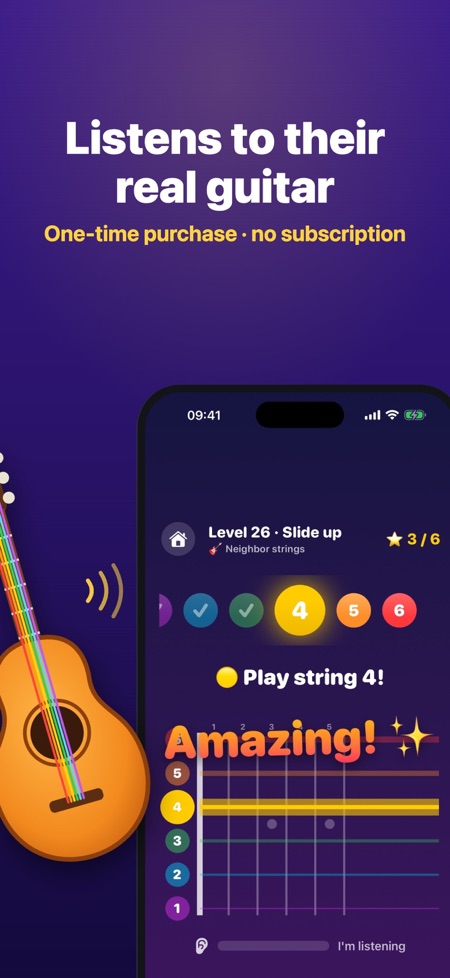 Listens to their
real guitar
One-time purchase · no subscription
09:41
Level 26 · Slide up
Neighbor strings
3 / 6
4
5
6
Play string 4!
1 2 3 5
Amazing!
5
4
3
2
1
I'm listening